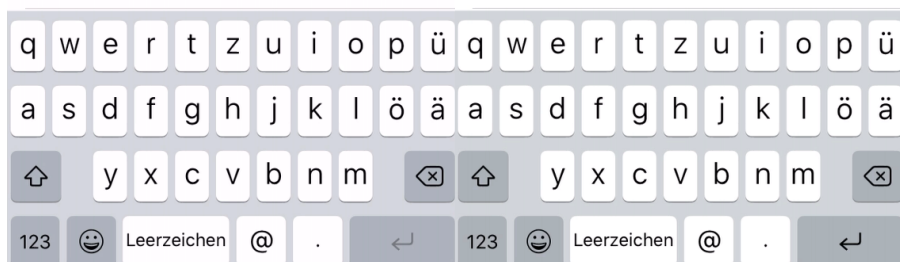 q w e r t z u i o p ü q w e r t z u i o p ü
a s d f g h j k l ö ä a s d f g h j k l ö ä
y x c v b n m y x c v b n m
123 Leerzeichen @ . 123 Leerzeichen @ .